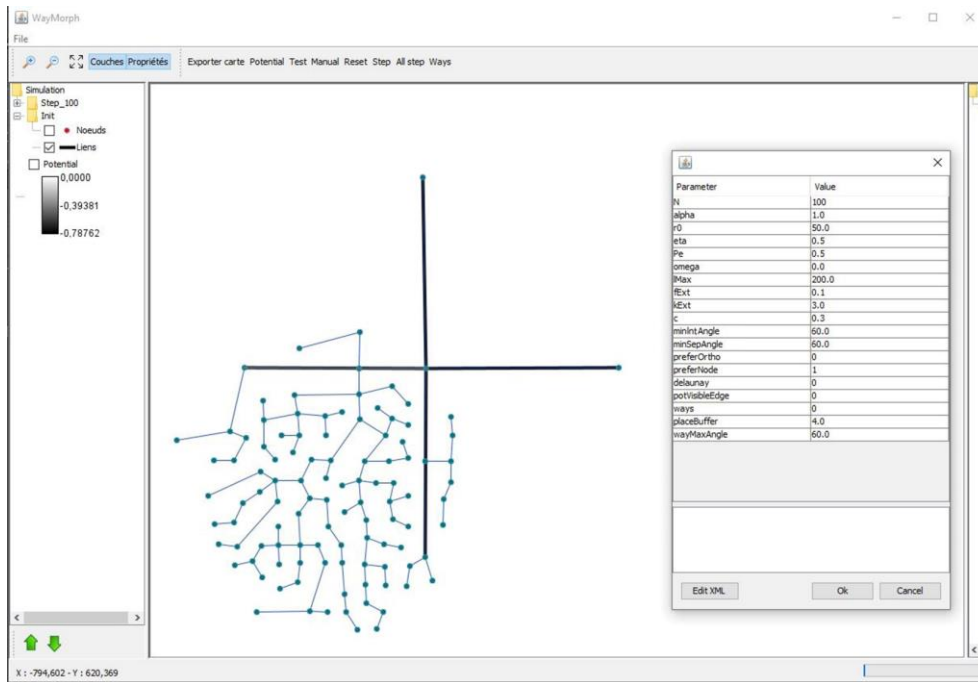 WayMorph
File
Couches Propriétés Exporter carte Potential Test Manual Reset Step All step Ways
Simulation
Step_100
Init
Noeuds
Liens
Potential
0,0000
-0,39381
-0,78762
Parameter Value
N 100
alpha 1.0
r0 50.0
eta 0.5
Pe 0.5
omega 0.0
lMax 200.0
fExt 0.1
kExt 3.0
c 0.3
minIntAngle 60.0
minSepAngle 60.0
preferOrtho 0
preferNode 1
delaunay 0
potVisibleEdge 0
ways 0
placeBuffer 4.0
wayMaxAngle 60.0
Edit XML Ok Cancel
X : -794,602 - Y : 620,369